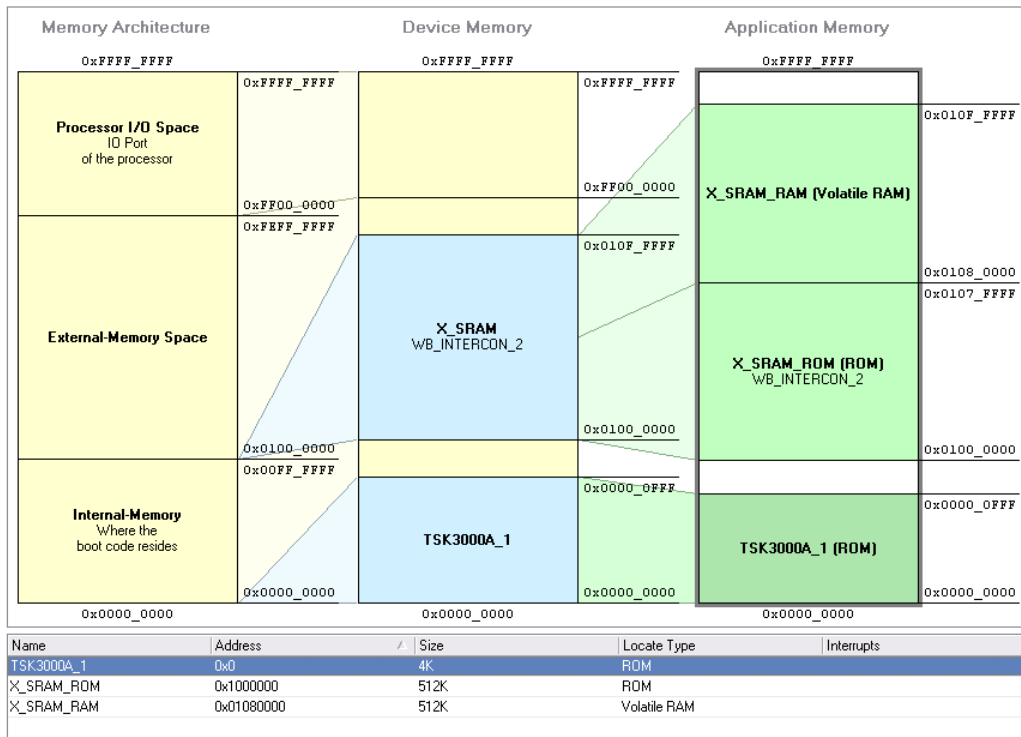 Memory Architecture
Device Memory
Application Memory
0xFFFF_FFFF
0xFFFF_FFFF
0xFFFF_FFFF
0xFFFF_FFFF
0xFFFF_FFFF
0x010F_FFFF
Processor I/O Space
IO Port
of the processor
0xFF00_0000
0xFF00_0000
X_SRAM_RAM (Volatile RAM)
0xFEFF_FFFF
0x010F_FFFF
0x0108_0000
0x0107_FFFF
External-Memory Space
X_SRAM
WB_INTERCON_2
X_SRAM_ROM (ROM)
WB_INTERCON_2
0x0100_0000
0x0100_0000
0x0100_0000
0x00FF_FFFF
0x0000_0FFF
0x0000_0FFF
Internal-Memory
Where the
boot code resides
TSK3000A_1
TSK3000A_1 (ROM)
0x0000_0000
0x0000_0000
0x0000_0000
0x0000_0000
0x0000_0000
0x0000_0000
Name Address Size Locate Type Interrupts
TSK3000A_1 0x0 4K ROM
X_SRAM_ROM 0x1000000 512K ROM
X_SRAM_RAM 0x01080000 512K Volatile RAM